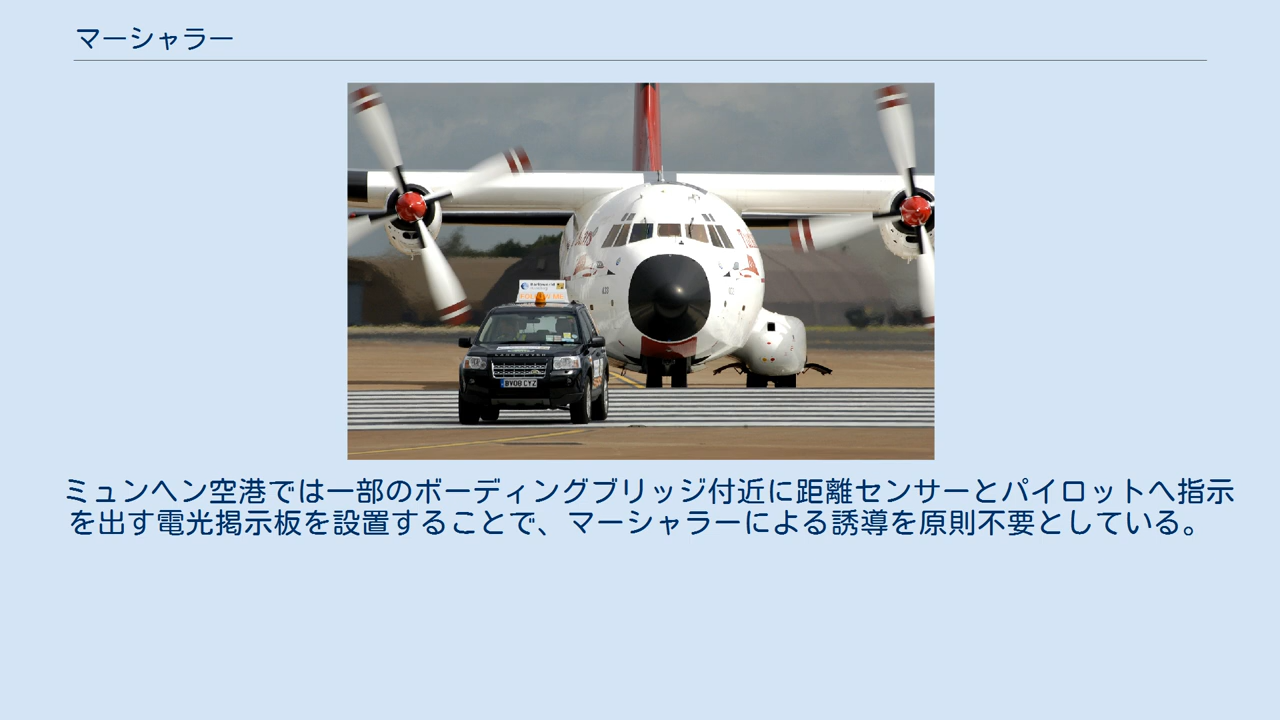 マーシャラー
FOLLOW ME
BV08 CYZ
ミュンヘン空港では一部のボーディングブリッジ付近に距離センサーとパイロットへ指示
を出す電光掲示板を設置することで、マーシャラーによる誘導を原則不要としている。